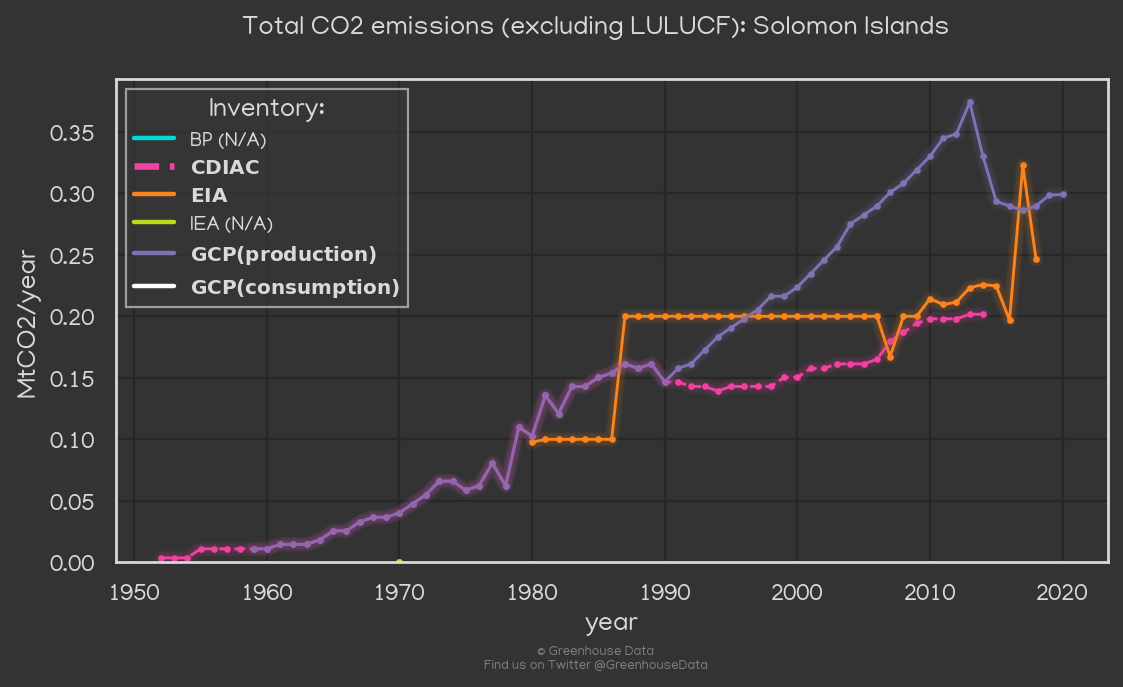 Total CO2 emissions (excluding LULUCF): Solomon Islands
Inventory:
BP (N/A)
CDIAC
EIA
IEA (N/A)
GCP(production)
GCP(consumption)
MtCO2/year
0.35
0.30
0.25
0.20
0.15
0.10
0.05
0.00
1950 1960 1970 1980 1990 2000 2010 2020
year
© Greenhouse Data
Find us on Twitter @GreenhouseData